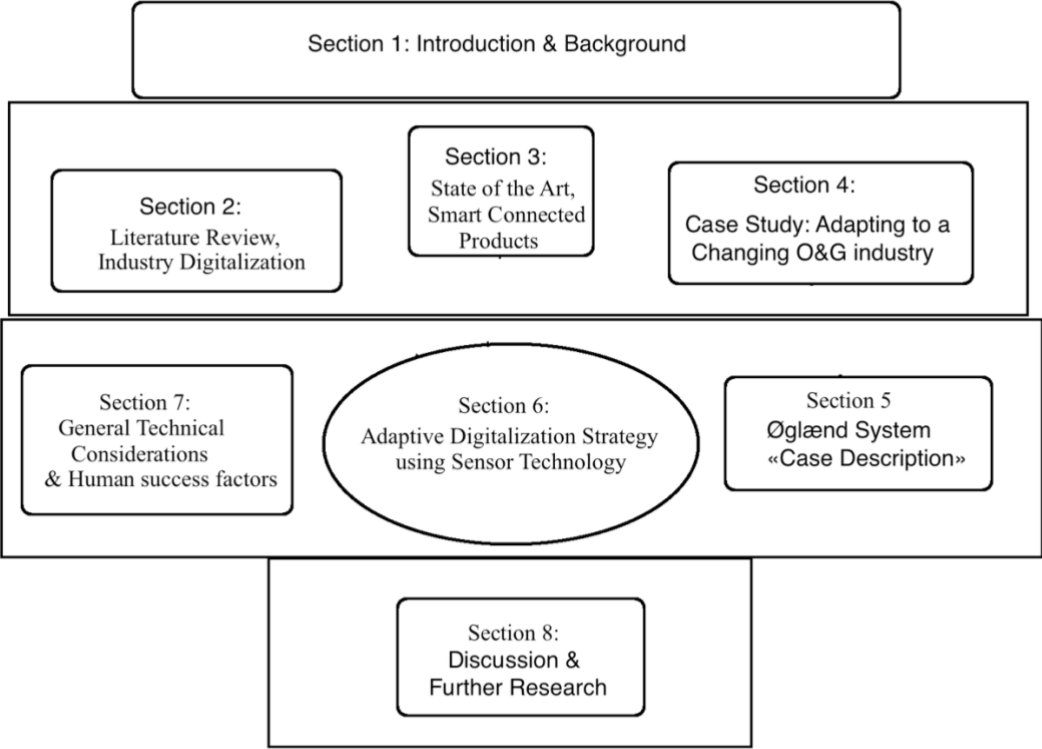 Section 1: Introduction & Background
Section 2:
Literature Review,
Industry Digitalization
Section 3:
State of the Art,
Smart Connected
Products
Section 4:
Case Study: Adapting to a
Changing O&G industry
Section 7:
General Technical
Considerations
& Human success factors
Section 6:
Adaptive Digitalization Strategy
using Sensor Technology
Section 5
Øglænd System
«Case Description»
Section 8:
Discussion &
Further Research